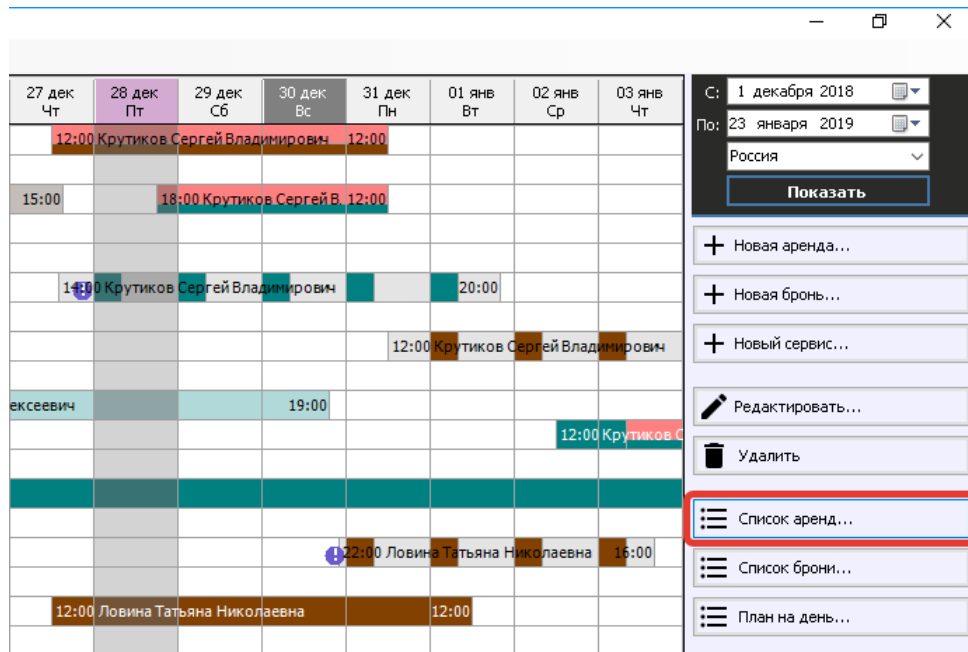 27 дек 28 дек 29 дек 30 дек 31 дек 01 янв 02 янв 03 янв
Чт Пт Сб Вс Пн Вт Ср Чт
12:00 Крутиков Сергей Владимирович 12:00
15:00 18:00 Крутиков Сергей В. 12:00
14:00 Крутиков Сергей Владимирович 20:00
12:00 Крутиков Сергей Владимирович
ексеевич 19:00
12:00 Крутиков С
22:00 Ловина Татьяна Николаевна 16:00
12:00 Ловина Татьяна Николаевна 12:00
С: 1 декабря 2018
По: 23 января 2019
Россия
Показать
Новая аренда...
Новая бронь...
Новый сервис...
Редактировать...
Удалить
Список аренд...
Список брони...
План на день...